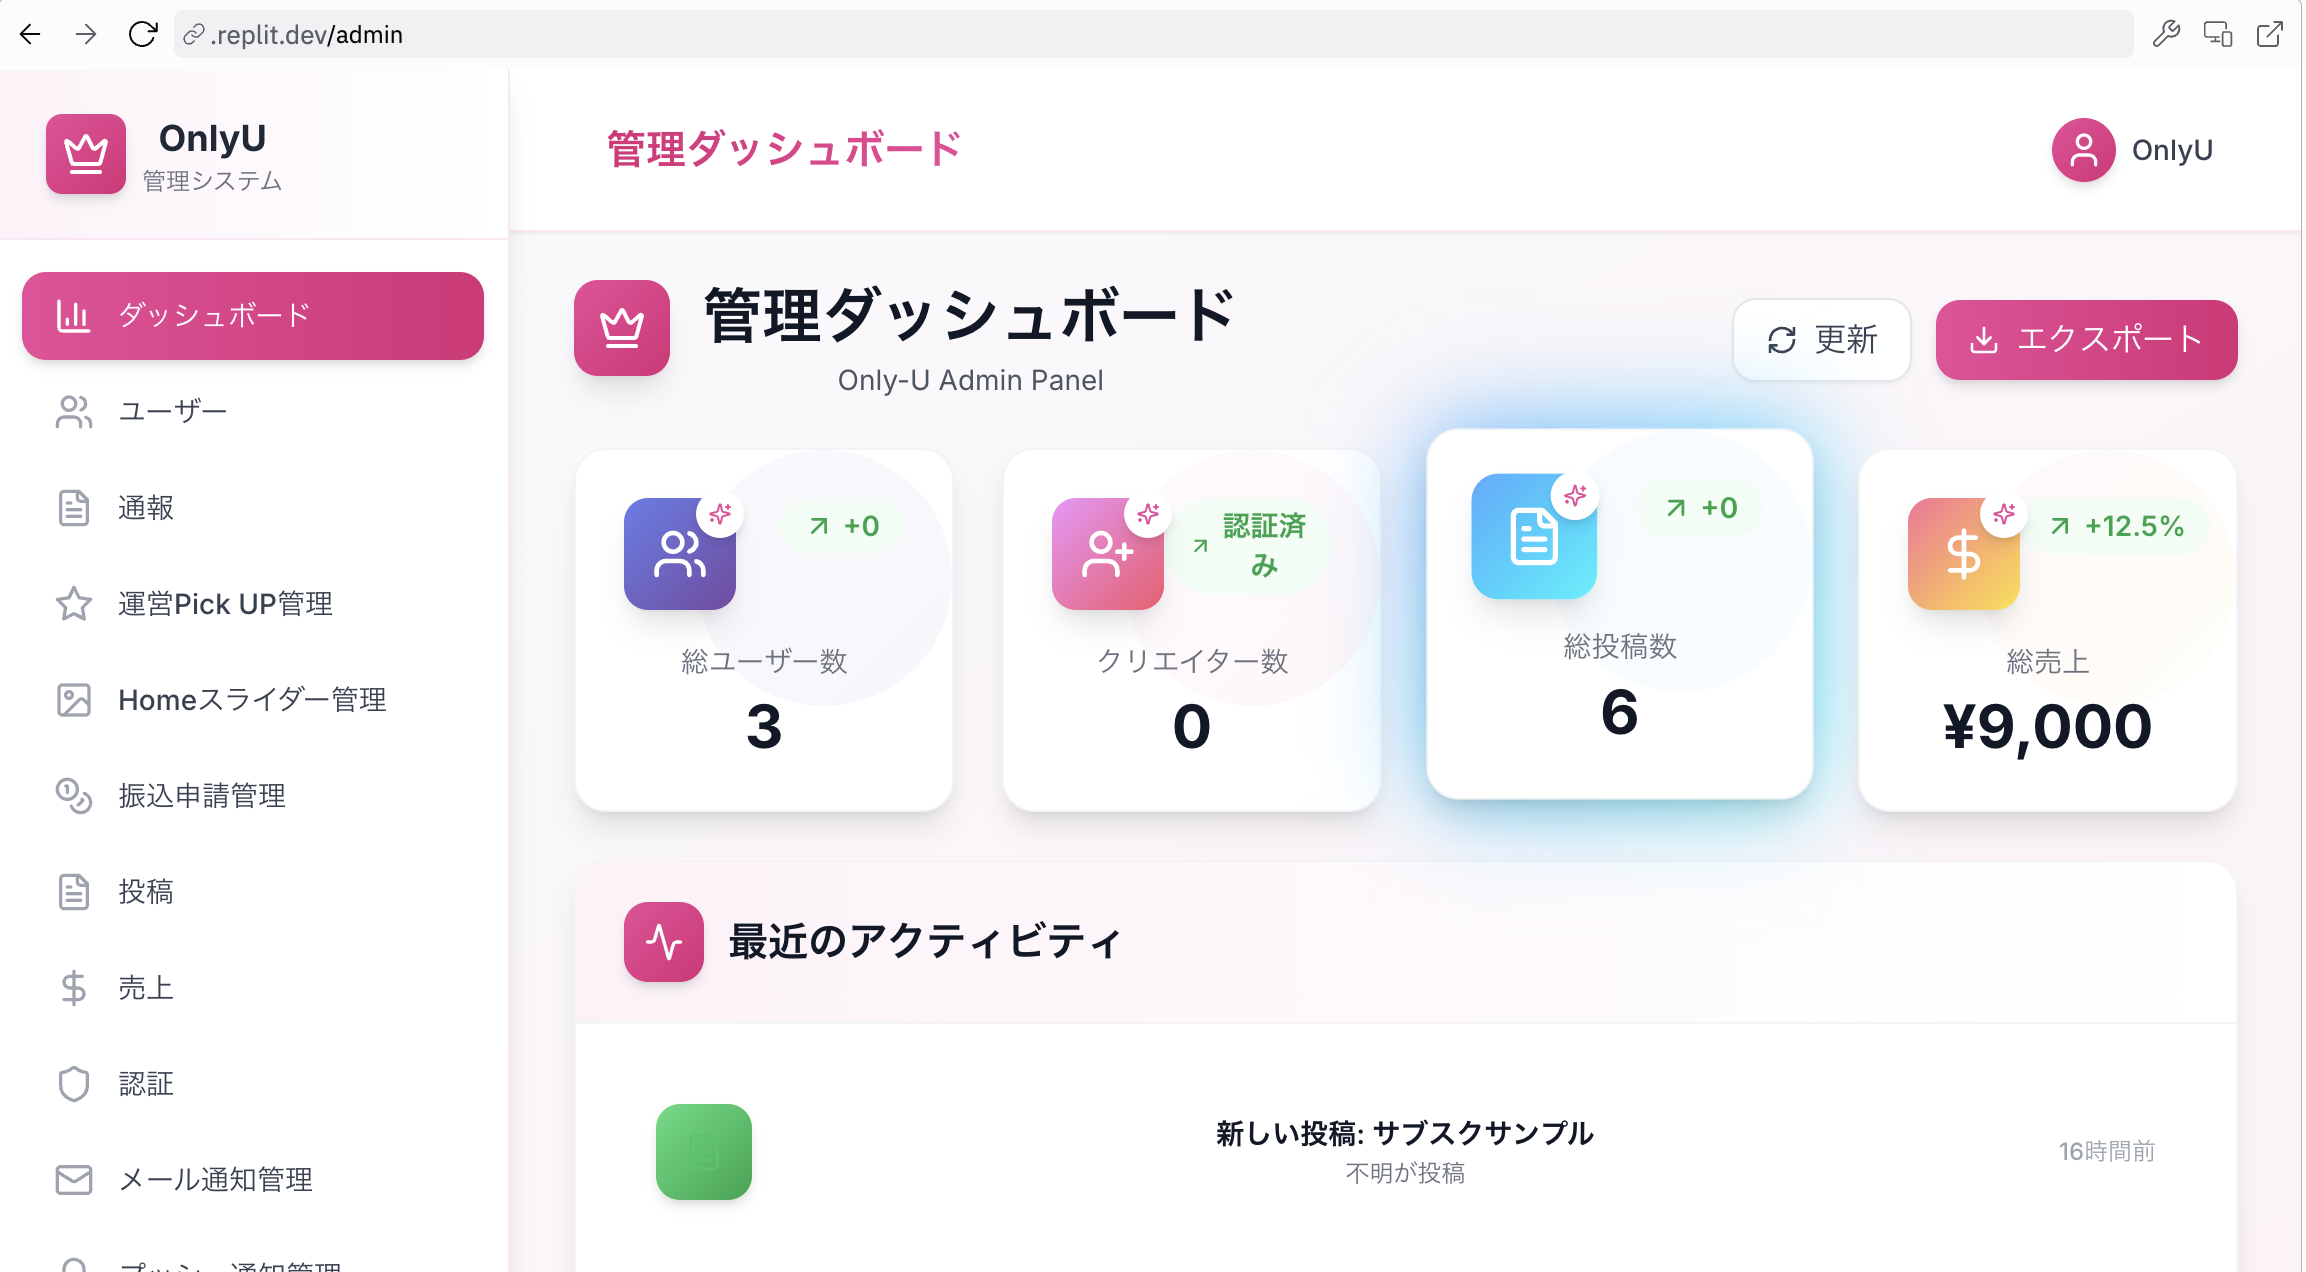 .replit.dev/admin
OnlyU
管理システム
ダッシュボード
ユーザー
通報
運営Pick UP管理
Homeスライダー管理
振込申請管理
投稿
売上
認証
メール通知管理
プッシュ通知管理
管理ダッシュボード
OnlyU
管理ダッシュボード
Only-U Admin Panel
更新
エクスポート
+0
総ユーザー数
3
認証済
み
クリエイター数
0
+0
総投稿数
6
+12.5%
総売上
¥9,000
最近のアクティビティ
新しい投稿: サブスクサンプル
不明が投稿
16時間前